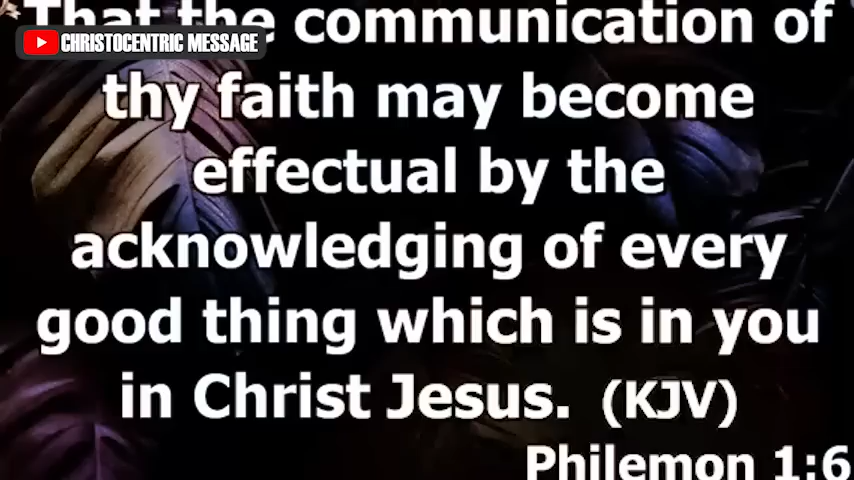 That the communication of
CHRISTOCENTRIC MESSAGE
thy faith may become
effectual by the
acknowledging of every
good thing which is in you
in Christ Jesus. (KJV)
Philemon 1:6